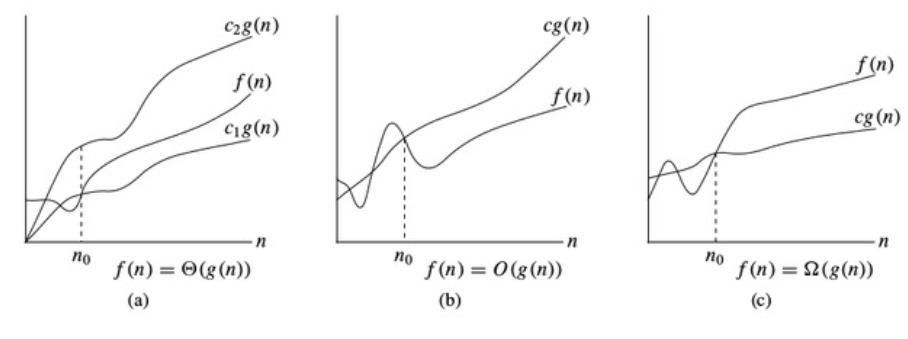 c₂g(n)
f(n)
c₁g(n)
n
n₀
f(n) = Θ(g(n))
(a)
cg(n)
f(n)
n
n₀
f(n) = O(g(n))
(b)
f(n)
cg(n)
n
n₀
f(n) = Ω(g(n))
(c)